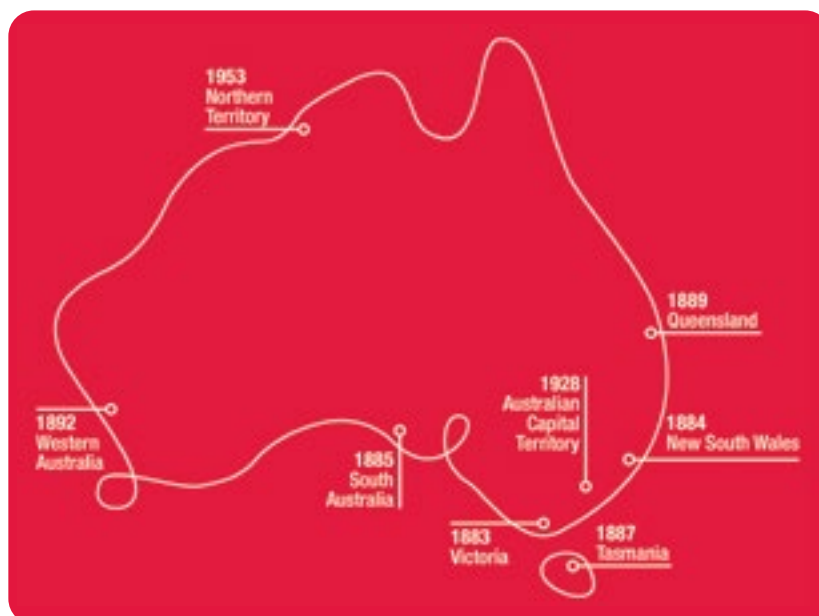 1953
Northern
Territory
1889
Queensland
1928
Australian
Capital
Territory
1892
Western
Australia
1884
New South Wales
1885
South
Australia
1883
Victoria
1887
Tasmania